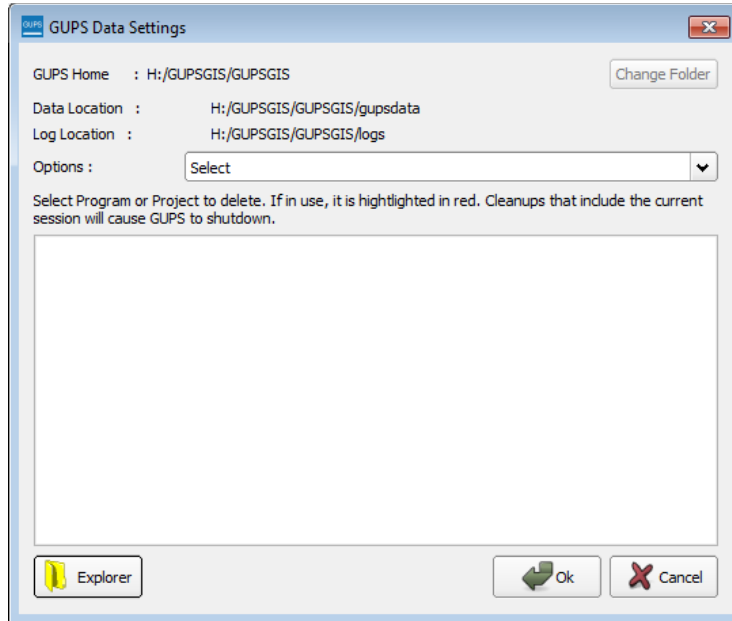 GUPS GUPS Data Settings
GUPS Home : H:/GUPSGIS/GUPSGIS Change Folder
Data Location : H:/GUPSGIS/GUPSGIS/gupsdata
Log Location : H:/GUPSGIS/GUPSGIS/logs
Options : Select
Select Program or Project to delete. If in use, it is hightlighted in red. Cleanups that include the current
session will cause GUPS to shutdown.
Explorer Ok Cancel